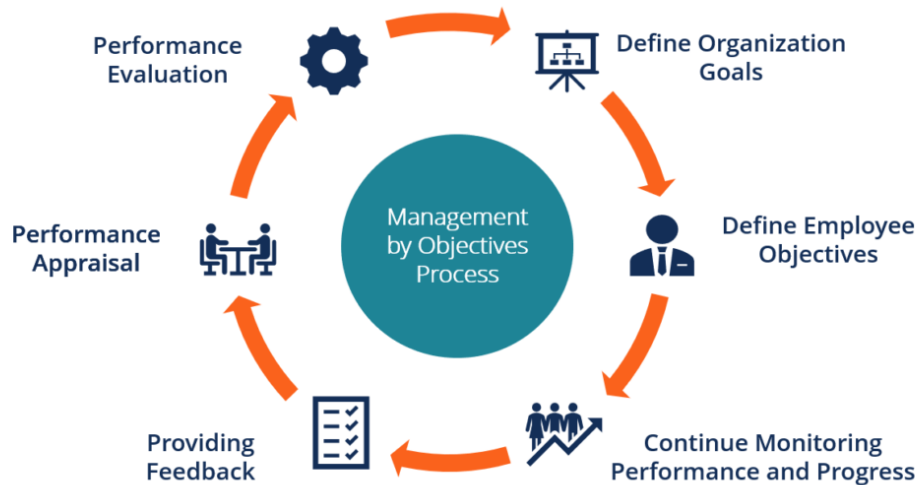 Performance
Evaluation
Define Organization
Goals
Management
by Objectives
Process
Define Employee
Objectives
Continue Monitoring
Performance and Progress
Providing
Feedback
Performance
Appraisal